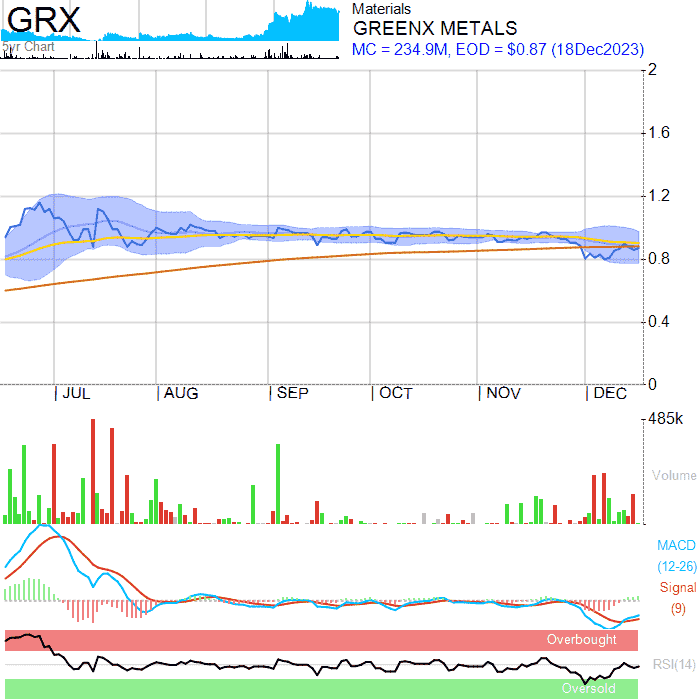 GRX
5yr Chart
Materials
GREENX METALS
MC = 234.9M, EOD = $0.87 (18Dec2023)
2
1.6
1.2
0.8
0.4
0
JUL AUG SEP OCT NOV DEC
485k
Volume
MACD
(12-26)
Signal
(9)
Overbought
RSI(14)
Oversold